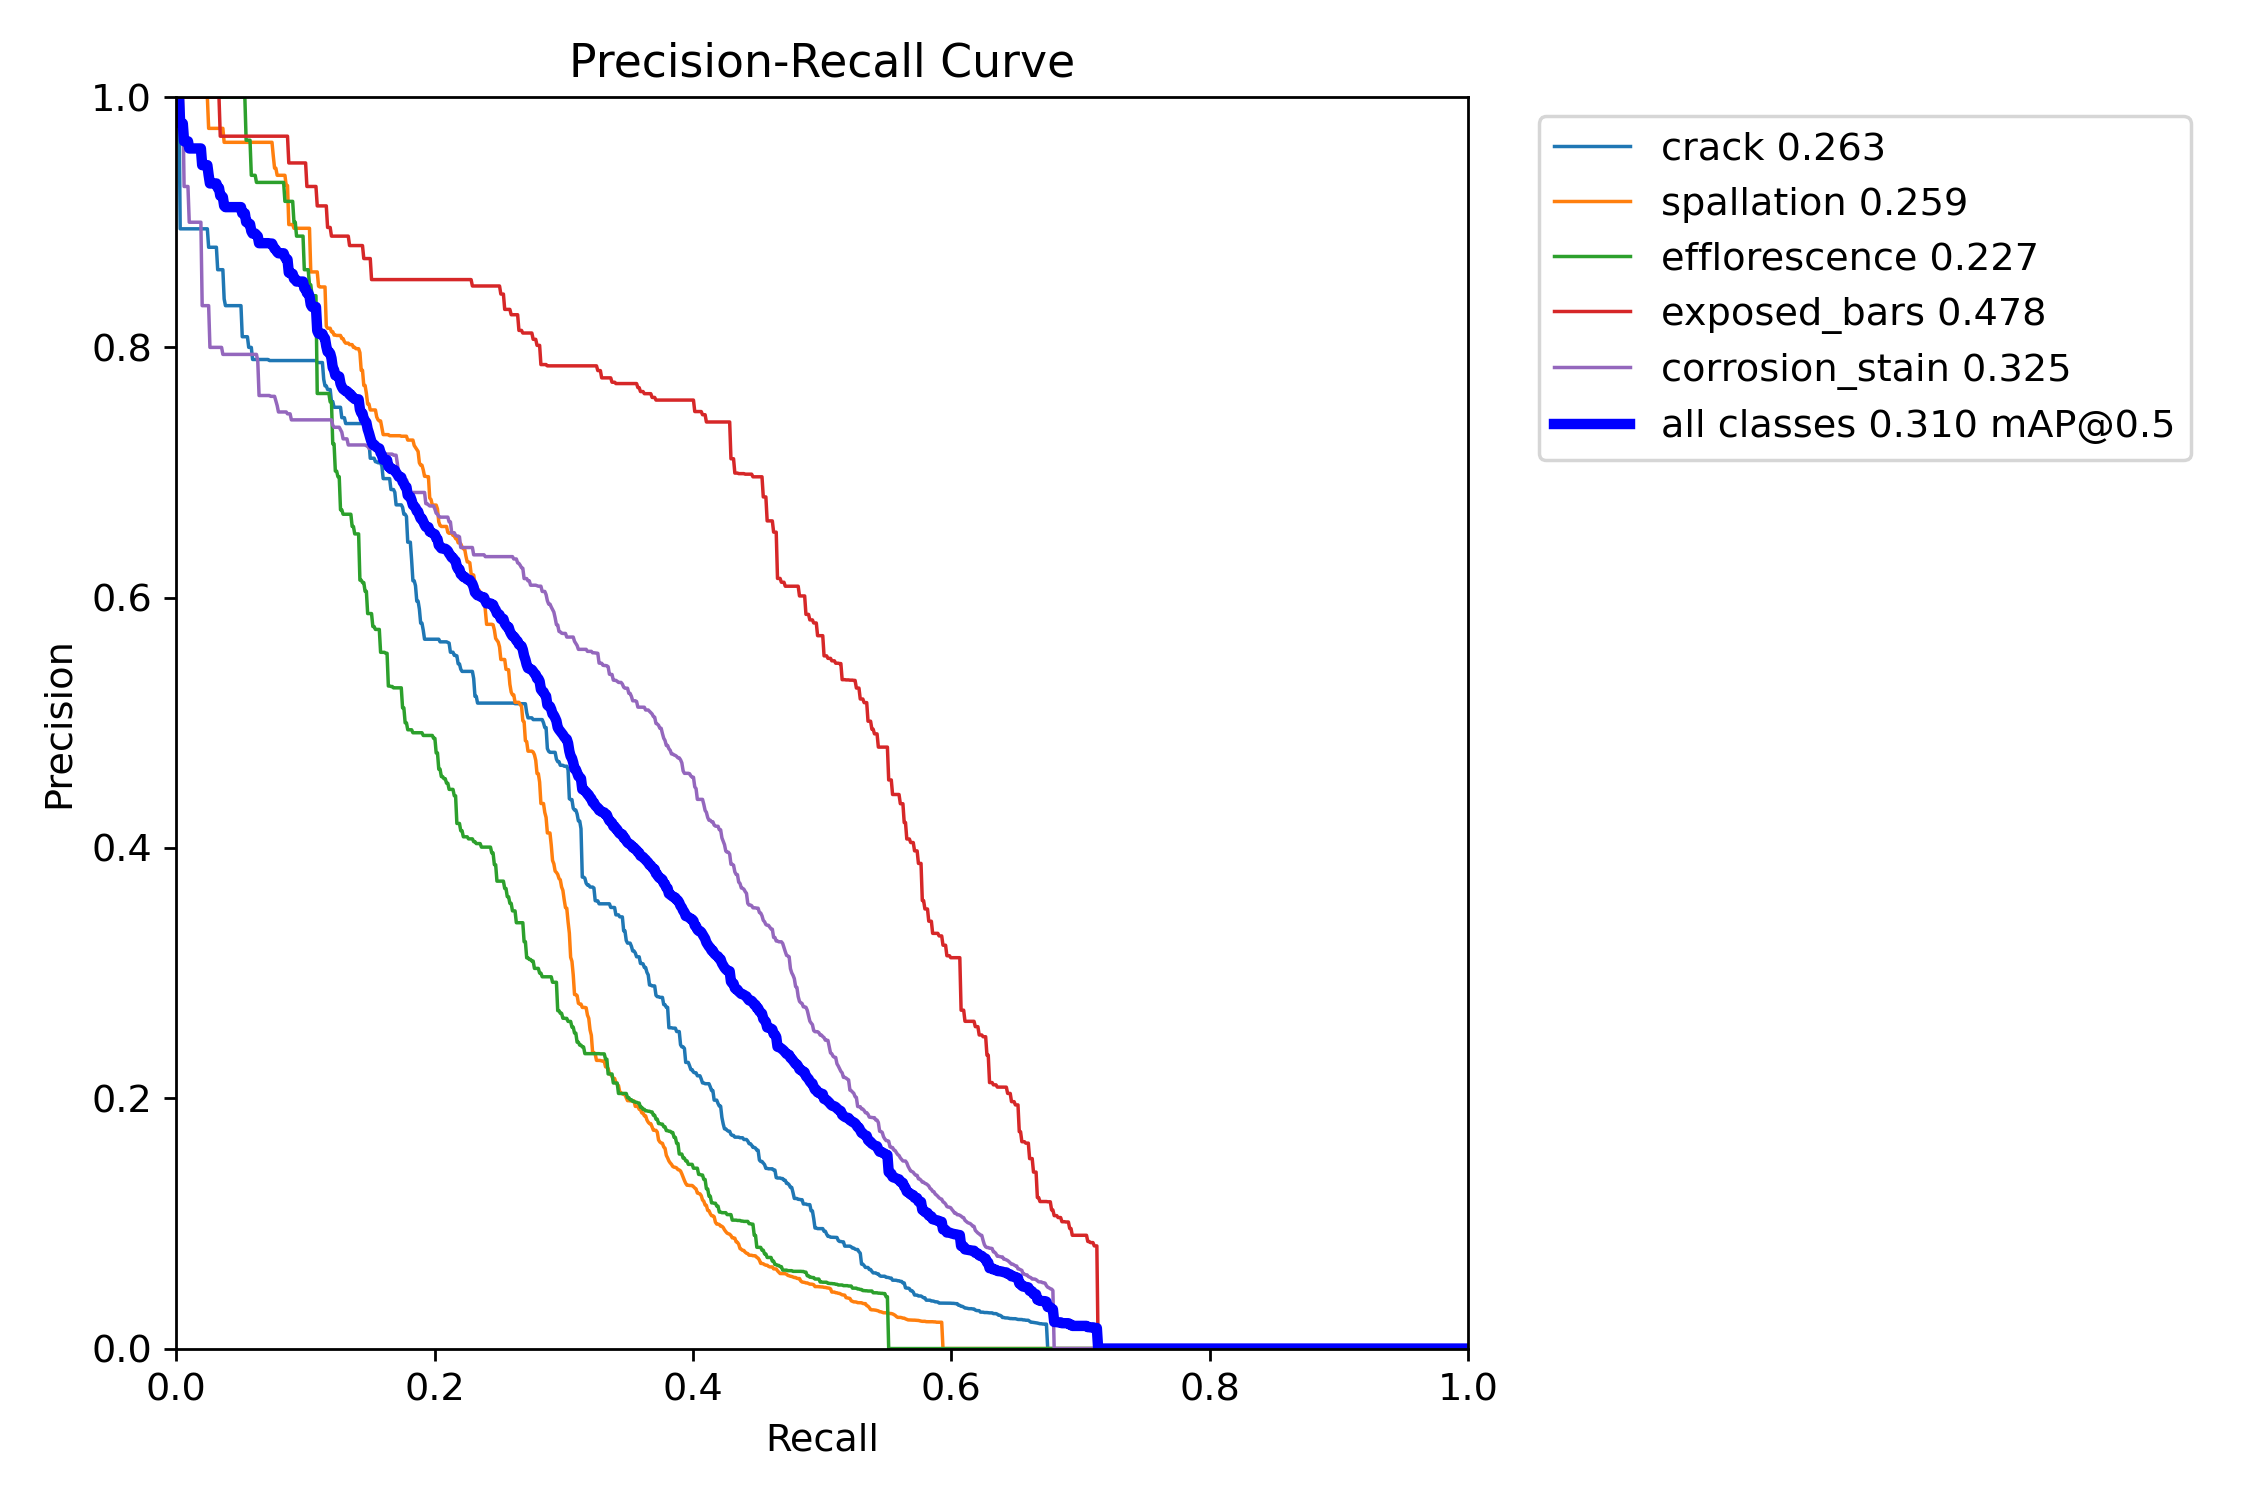 Precision-Recall Curve
1.0
0.8
0.6
0.4
0.2
0.0
Precision
0.0 0.2 0.4 0.6 0.8 1.0
Recall
crack 0.263
spallation 0.259
efflorescence 0.227
exposed_bars 0.478
corrosion_stain 0.325
all classes 0.310 mAP@0.5